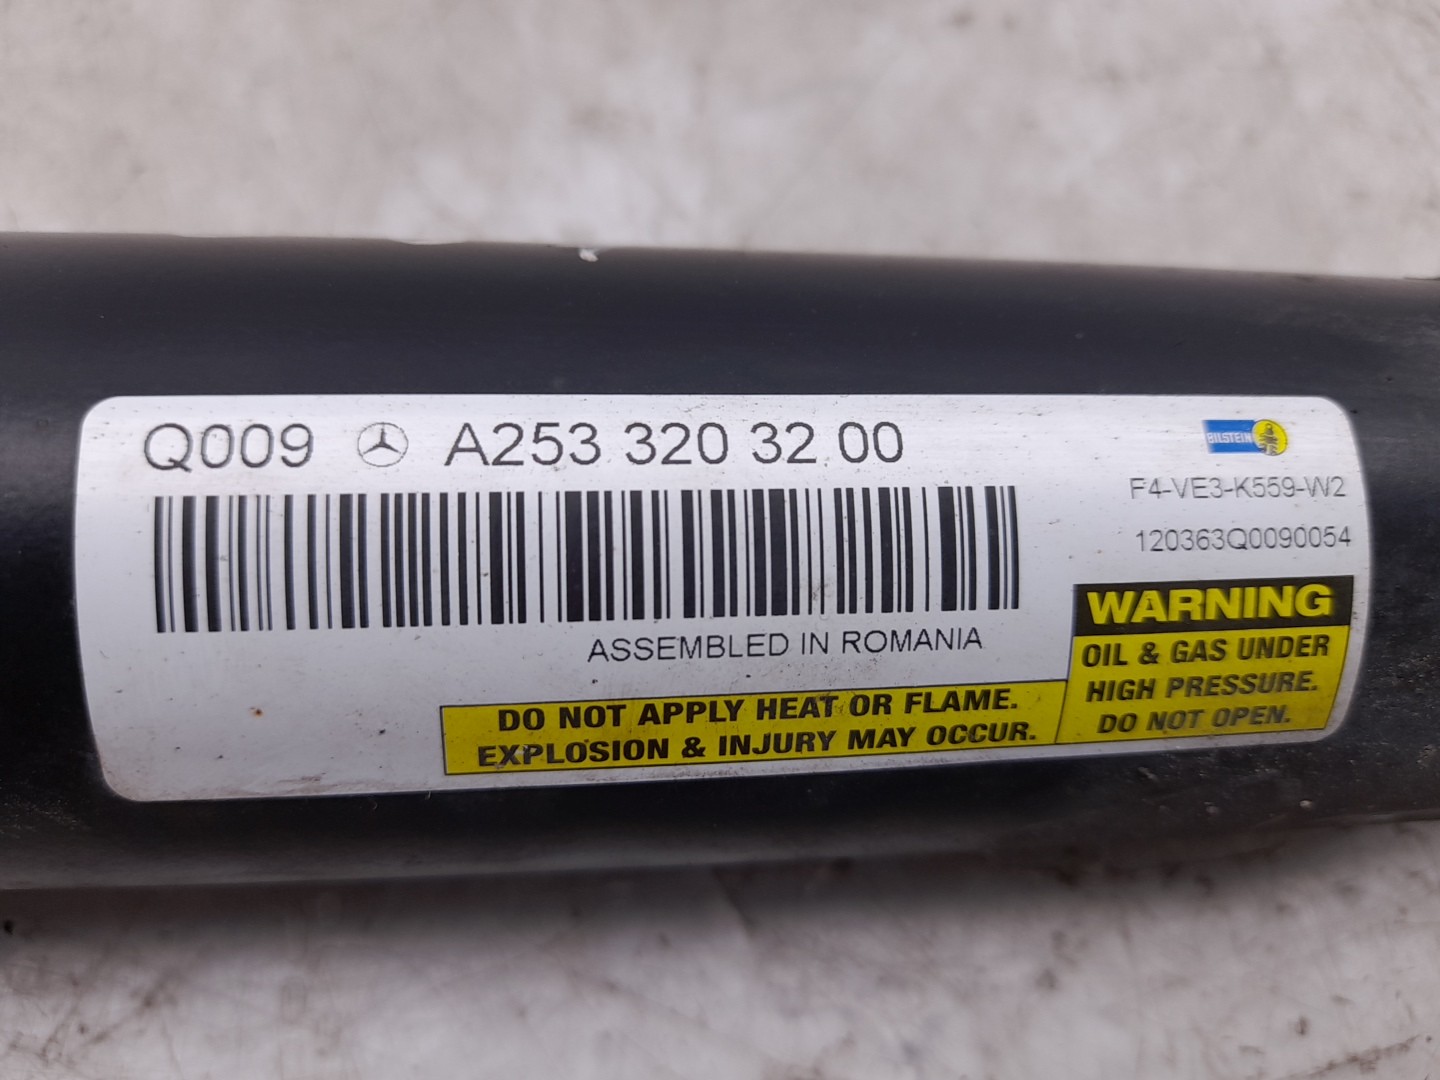 Q009 A253 320 32 00
BILSTEIN
F4-VE3-K559-W2
120363Q0090054
ASSEMBLED IN ROMANIA
WARNING
OIL & GAS UNDER
HIGH PRESSURE.
DO NOT OPEN.
DO NOT APPLY HEAT OR FLAME.
EXPLOSION & INJURY MAY OCCUR.